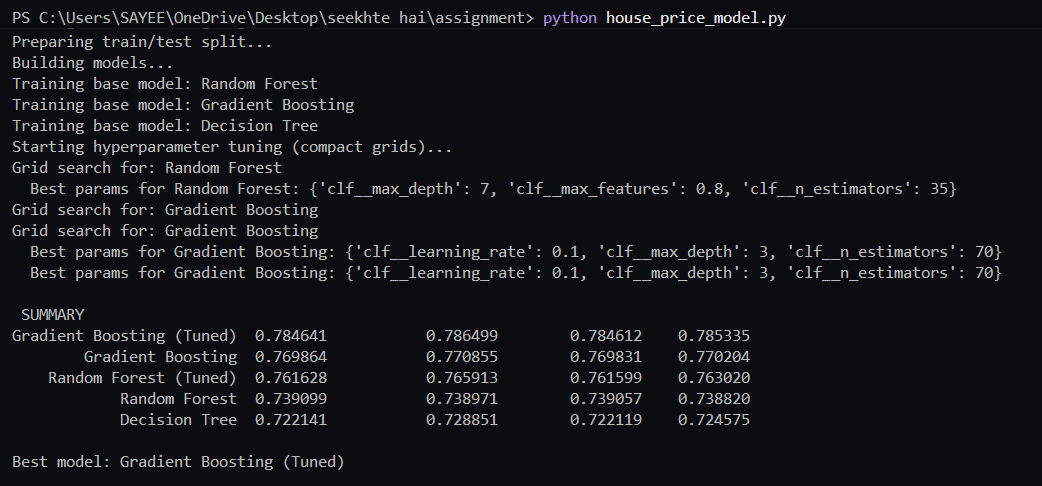 PS C:\Users\SAYEE\OneDrive\Desktop\seekhte hai\assignment> python house_price_model.py
Preparing train/test split...
Building models...
Training base model: Random Forest
Training base model: Gradient Boosting
Training base model: Decision Tree
Starting hyperparameter tuning (compact grids)...
Grid search for: Random Forest
  Best params for Random Forest: {'clf__max_depth': 7, 'clf__max_features': 0.8, 'clf__n_estimators': 35}
Grid search for: Gradient Boosting
Grid search for: Gradient Boosting
  Best params for Gradient Boosting: {'clf__learning_rate': 0.1, 'clf__max_depth': 3, 'clf__n_estimators': 70}
  Best params for Gradient Boosting: {'clf__learning_rate': 0.1, 'clf__max_depth': 3, 'clf__n_estimators': 70}
 SUMMARY
Gradient Boosting (Tuned)  0.784641           0.786499        0.784612    0.785335
        Gradient Boosting  0.769864           0.770855        0.769831    0.770204
    Random Forest (Tuned)  0.761628           0.765913        0.761599    0.763020
            Random Forest  0.739099           0.738971        0.739057    0.738820
            Decision Tree  0.722141           0.728851        0.722119    0.724575
Best model: Gradient Boosting (Tuned)